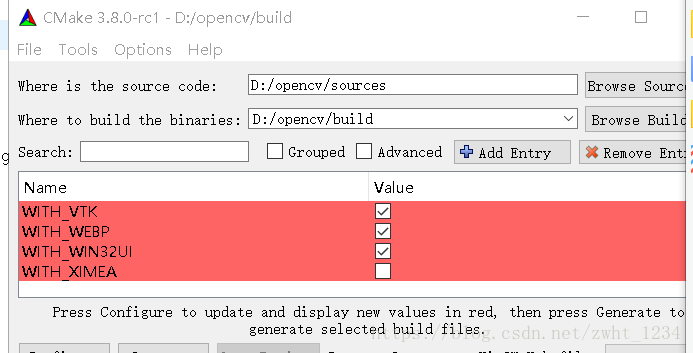 CMake 3.8.0-rc1 - D:/opencv/build
File Tools Options Help
Where is the source code: D:/opencv/sources Browse Sourc
Where to build the binaries: D:/opencv/build Browse Buil
Search: Grouped Advanced Add Entry Remove Entr
Name Value
WITH_VTK
WITH_WEBP
WITH_WIN32UI
WITH_XIMEA
Press Configure to update and display new values in red, then press Generate to
generate selected build files.
https://blog.csdn.net/zwht_1234